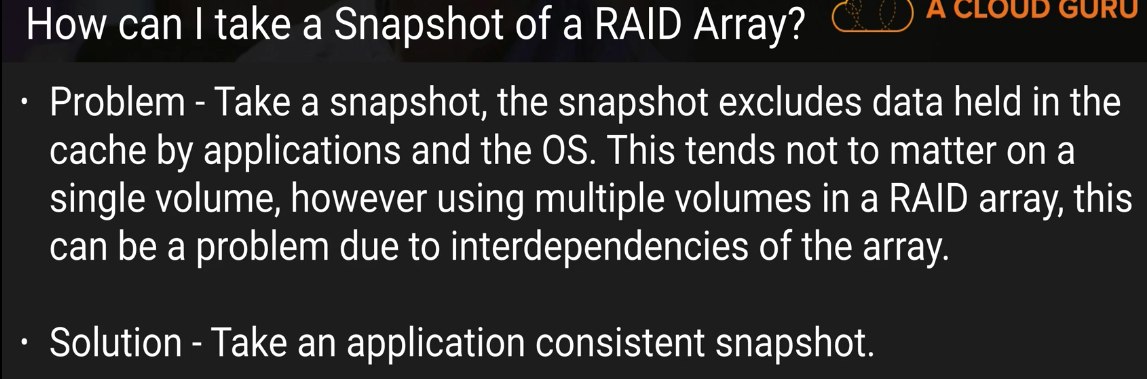 How can I take a Snapshot of a RAID Array?
A CLOUD GURU
• Problem - Take a snapshot, the snapshot excludes data held in the
cache by applications and the OS. This tends not to matter on a
single volume, however using multiple volumes in a RAID array, this
can be a problem due to interdependencies of the array.
• Solution - Take an application consistent snapshot.